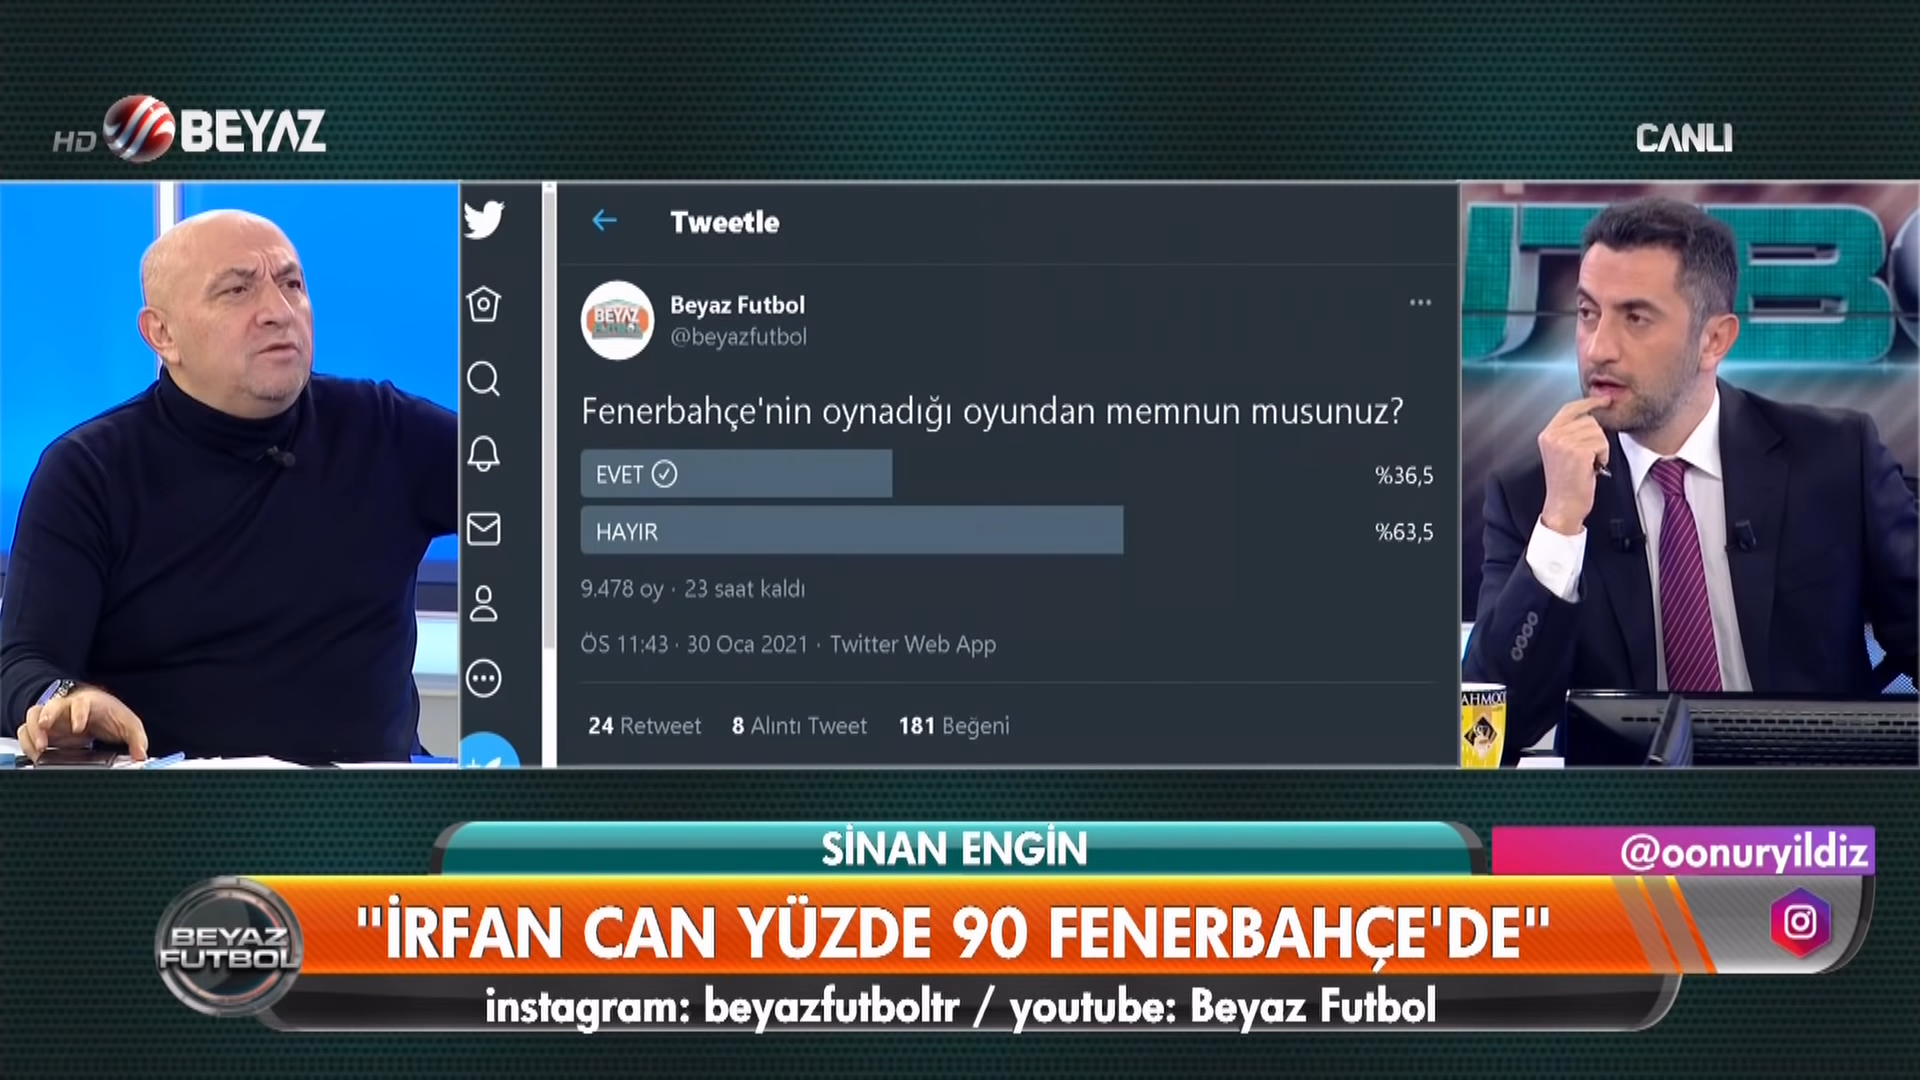 HD BEYAZ
CANLI
Tweetle
Beyaz Futbol
@beyazfutbol
BEYAZ
Fenerbahçe'nin oynadığı oyundan memnun musunuz?
EVET %36,5
HAYIR %63,5
9.478 oy · 23 saat kaldı
ÖS 11:43 · 30 Oca 2021 · Twitter Web App
24 Retweet 8 Alıntı Tweet 181 Beğeni
UTBO
AHMOO
SİNAN ENGİN
@oonuryildiz
"İRFAN CAN YÜZDE 90 FENERBAHÇE'DE"
BEYAZ
FUTBOL
instagram: beyazfutboltr / youtube: Beyaz Futbol